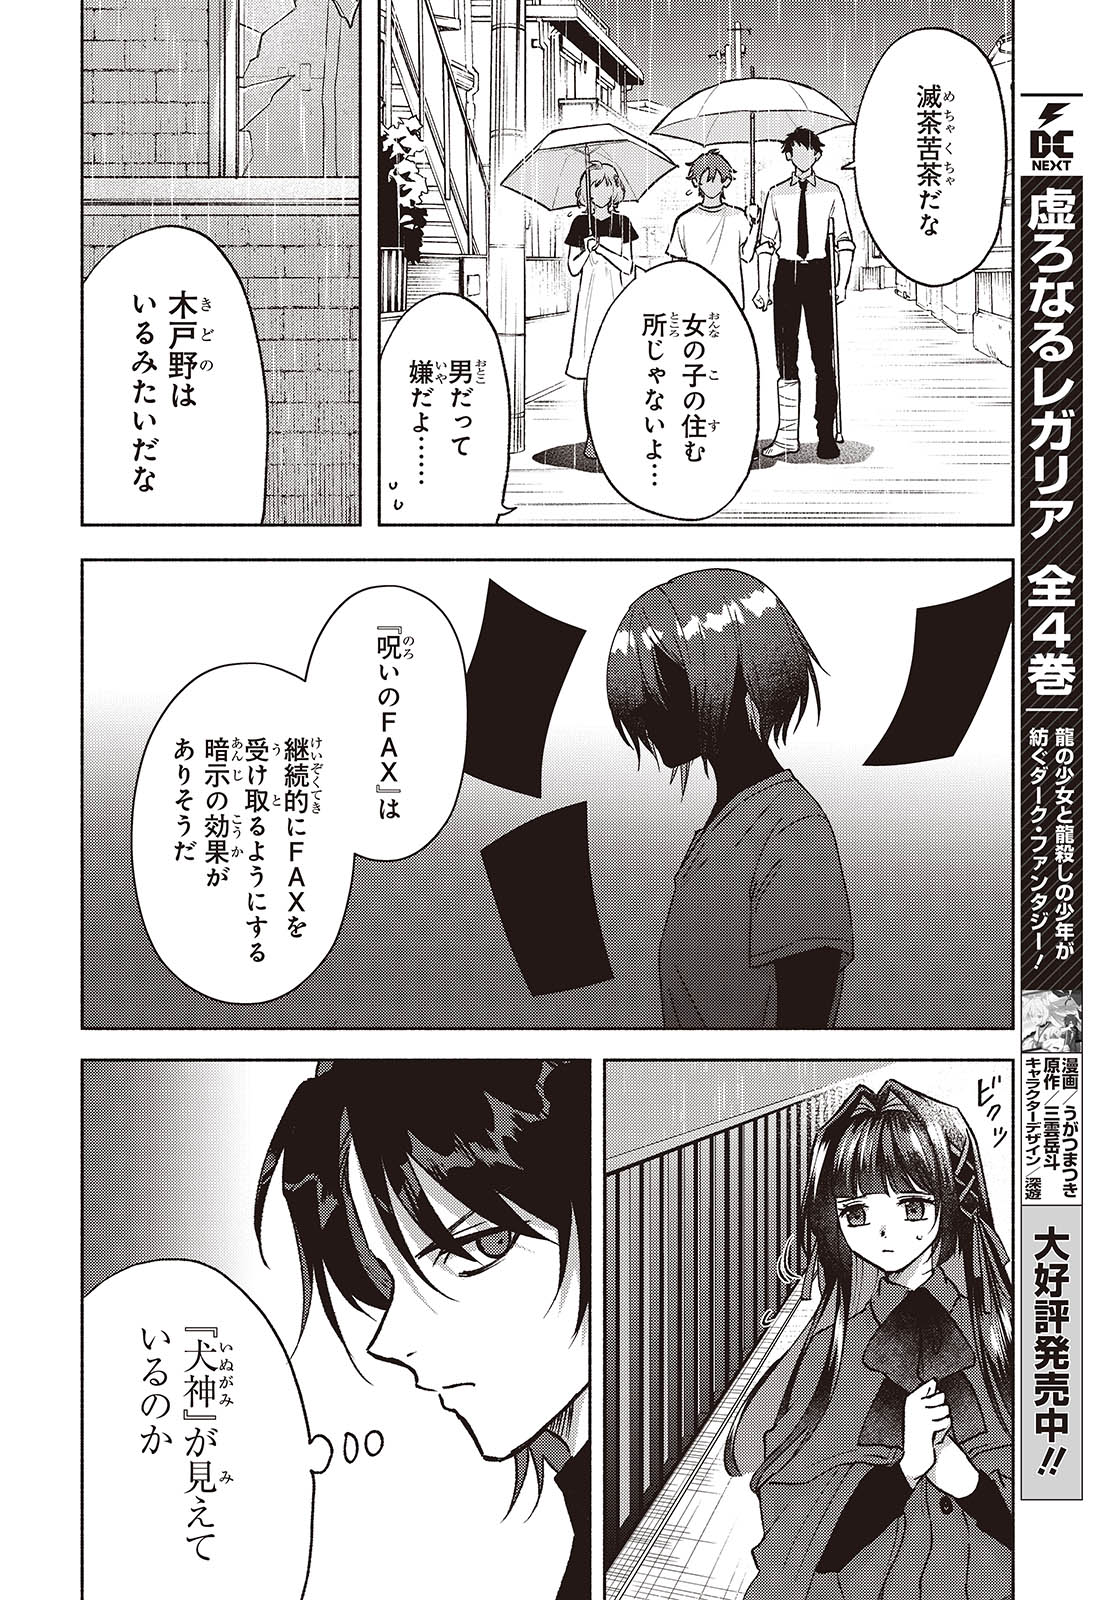 滅茶苦茶だな
女の子の住む
所じゃないよ…
男だって
嫌だよ……
木戸野は
いるみたいだな
『呪いのFAX』は
継続的にFAXを
受け取るようにする
暗示の効果が
ありそうだ
ビクッ
『犬神』が見えて
いるのか
DC
NEXT
虚ろなるレガリア 全4巻
龍の少女と龍殺しの少年が
紡ぐダーク・ファンタジー!
漫画/うがつまつき
原作/三雲岳斗
キャラクターデザイン/深遊
大好評発売中!!